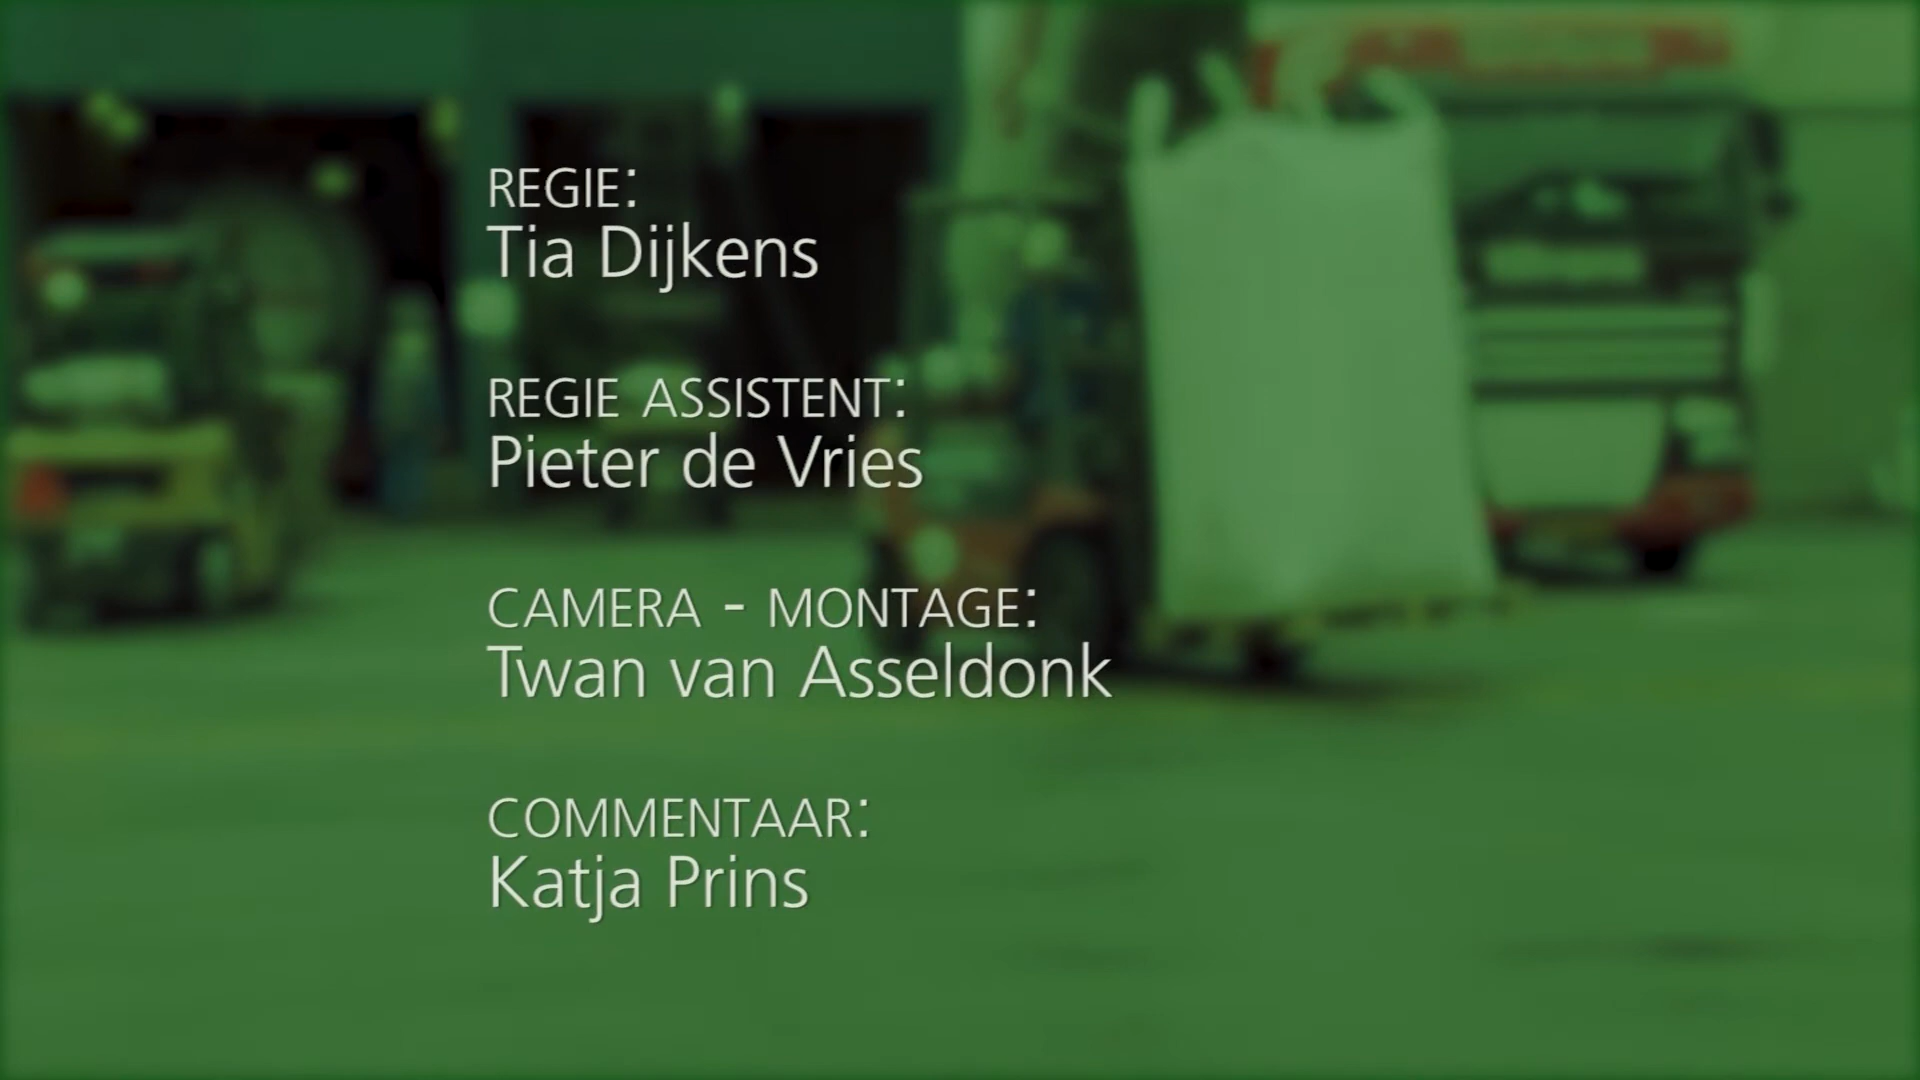 REGIE:
Tia Dijkens
REGIE ASSISTENT:
Pieter de Vries
CAMERA - MONTAGE:
Twan van Asseldonk
COMMENTAAR:
Katja Prins